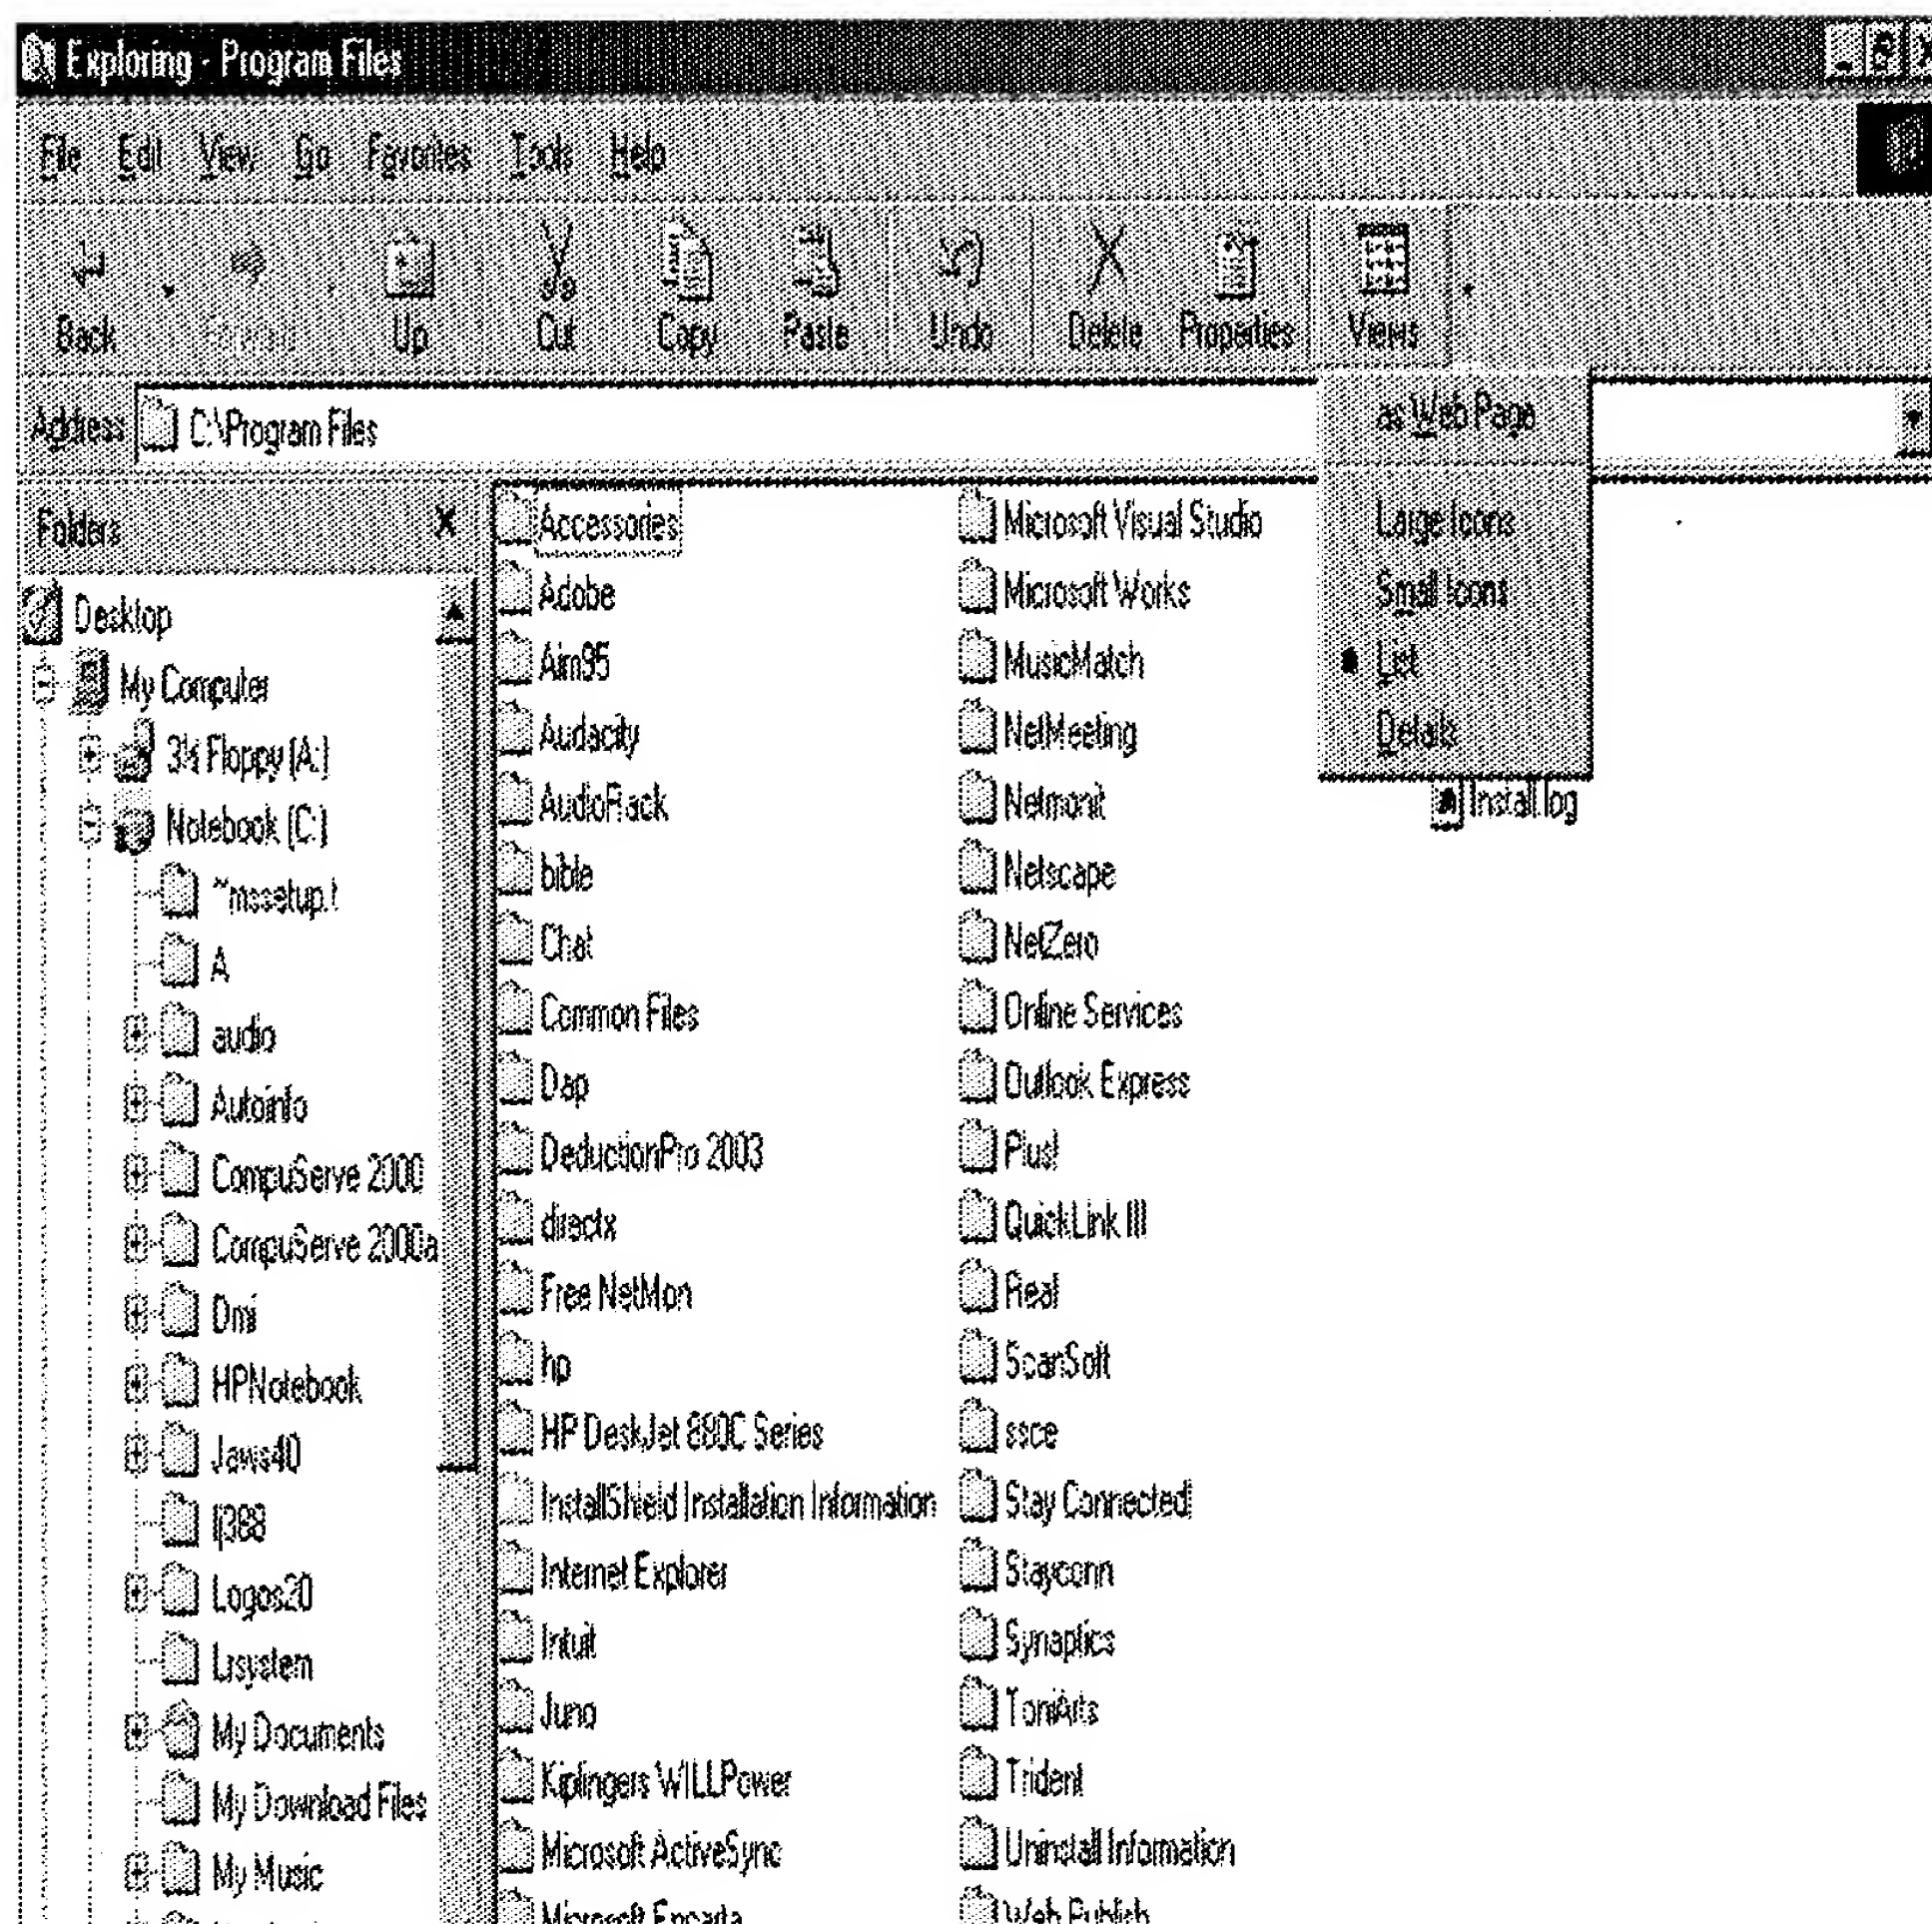 Exploring - Program Files
File Edit View Go Favorites Tools Help
Back Forward Up Cut Copy Paste Undo Delete Properties Views
Address C:\Program Files
as Web Page
Large Icons
Small Icons
List
Details
Folders
Desktop
My Computer
3½ Floppy (A:)
Notebook (C:)
~mssetup.t
A
audio
Autoinfo
CompuServe 2000
CompuServe 2000a
Dmi
HPNotebook
Jaws40
lj388
Logos20
Lrsystem
My Documents
My Download Files
My Music
Accessories
Adobe
Aim95
Audacity
AudioRack
bible
Chat
Common Files
Dap
DeductionPro 2003
directx
Free NetMon
hp
HP DeskJet 880C Series
InstallShield Installation Information
Internet Explorer
Intuit
Juno
Kiplingers WILLPower
Microsoft ActiveSync
Microsoft Encarta
Microsoft Visual Studio
Microsoft Works
MusicMatch
NetMeeting
Netmonit
Netscape
NetZero
Online Services
Outlook Express
Plus!
QuickLink III
Real
ScanSoft
ssce
Stay Connected!
Stayconn
Synaptics
ToniArts
Trident
Uninstall Information
Web Publish
Install.log